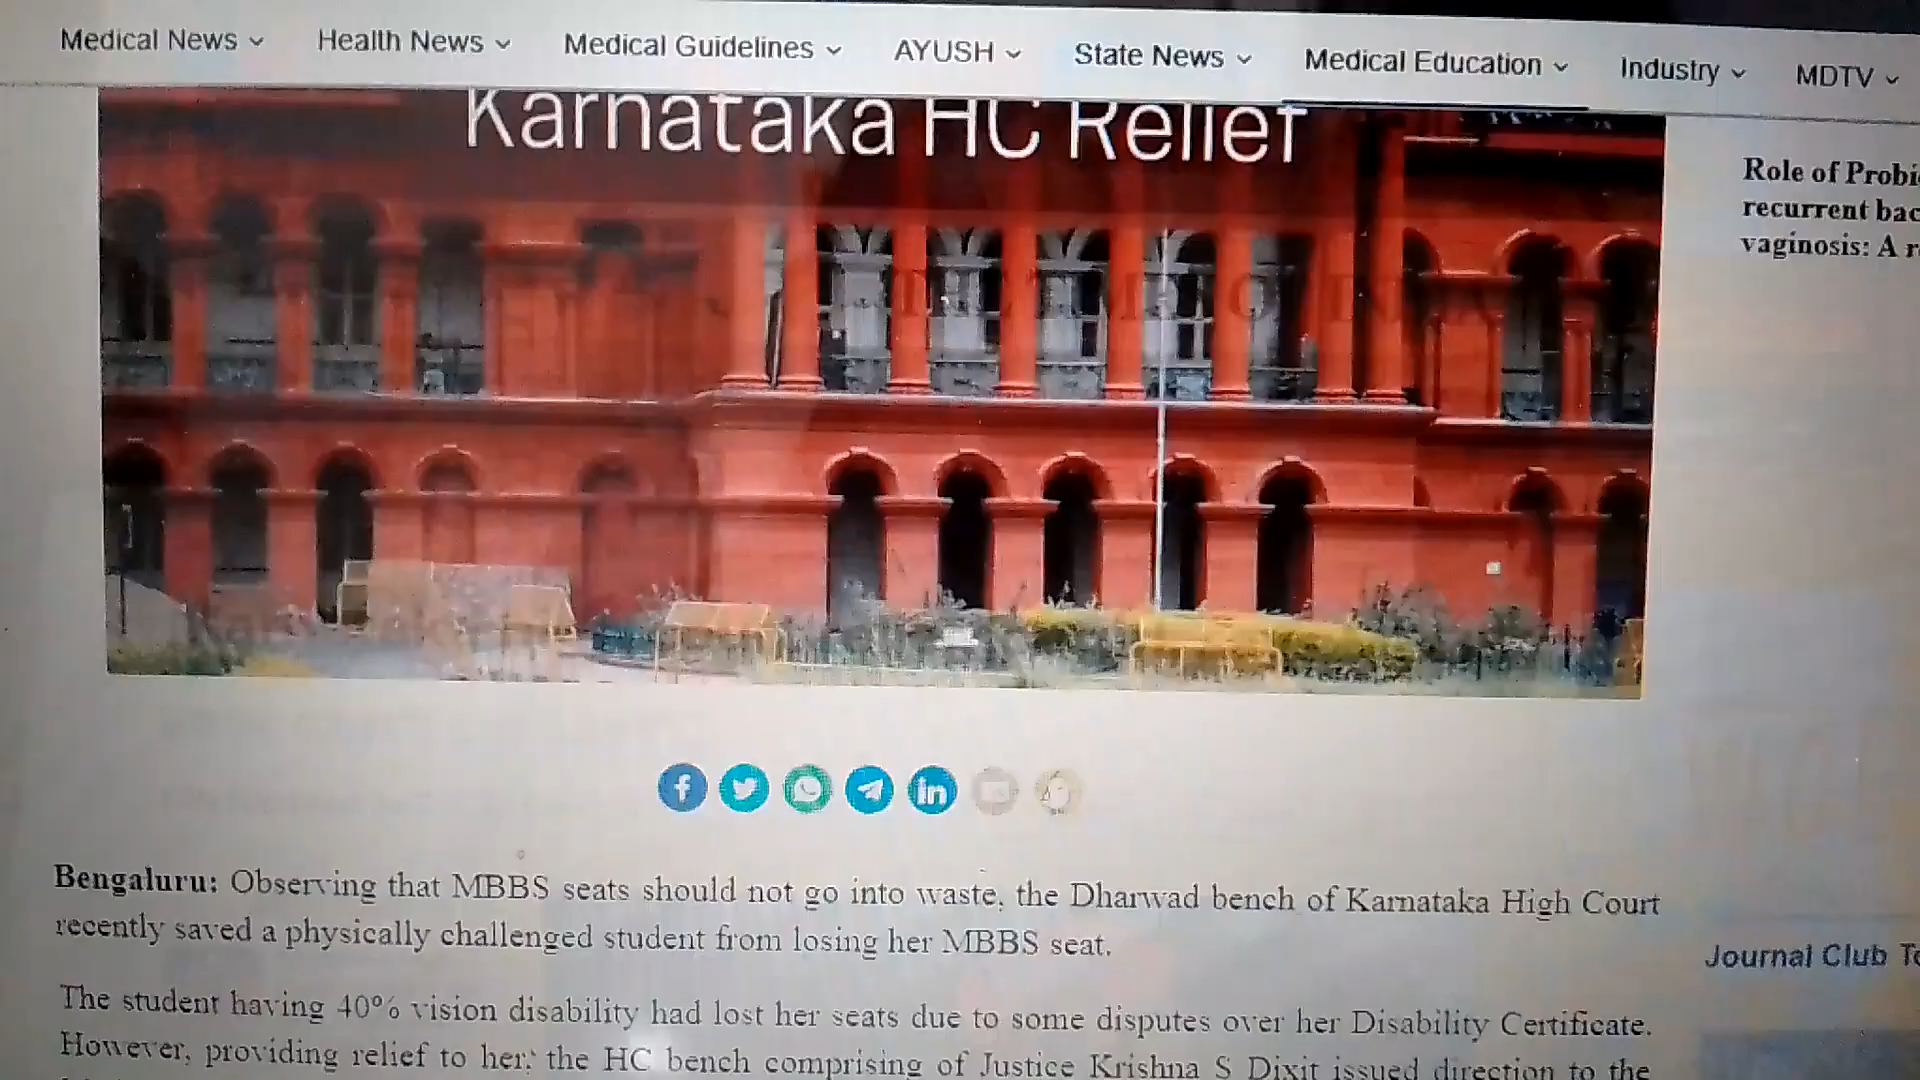 Medical News Health News Medical Guidelines AYUSH State News Medical Education Industry MDTV
Karnataka HC Relief
Role of
recurrent
vaginosis: A
Bengaluru: Observing that MBBS seats should not go into waste, the Dharwad bench of Karnataka High Court
recently saved a physically challenged student from losing her MBBS seat.
Journal Club
The student having 40% vision disability had lost her seats due to some disputes over her Disability Certificate.
However, providing relief to her, the HC bench comprising of Justice Krishna S Dixit issued direction to the